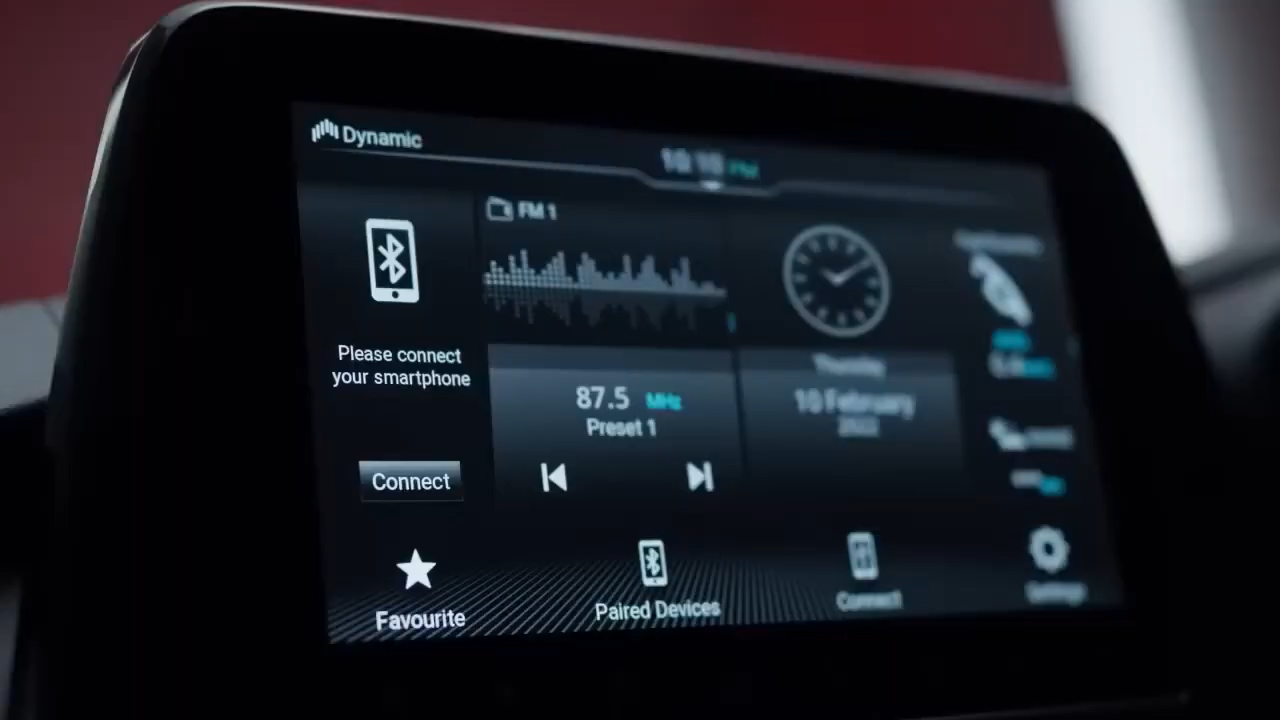 Dynamic
10:10 PM
FM 1
Please connect
your smartphone
87.5 MHz
Preset 1
Thursday
10 February
2022
Connect
Favourite
Paired Devices
Connect
Settings